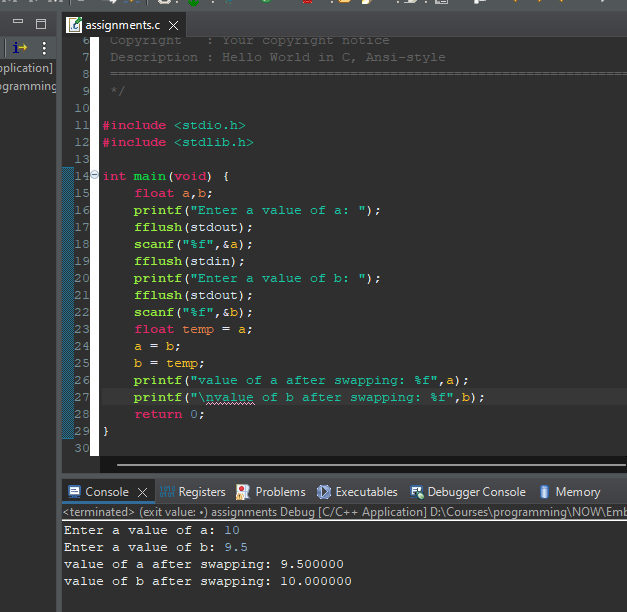 assignments.c
6 Copyright : Your copyright notice
7 Description : Hello World in C, Ansi-style
8 ============================================================================
9 */
10
11 #include <stdio.h>
12 #include <stdlib.h>
13
14 int main(void) {
15 float a,b;
16 printf("Enter a value of a: ");
17 fflush(stdout);
18 scanf("%f",&a);
19 fflush(stdin);
20 printf("Enter a value of b: ");
21 fflush(stdout);
22 scanf("%f",&b);
23 float temp = a;
24 a = b;
25 b = temp;
26 printf("value of a after swapping: %f",a);
27 printf("\nvalue of b after swapping: %f",b);
28 return 0;
29 }
30
pplication]
ogramming
Console Registers Problems Executables Debugger Console Memory
<terminated> (exit value: •) assignments Debug [C/C++ Application] D:\Courses\programming\NOW\Emb
Enter a value of a: 10
Enter a value of b: 9.5
value of a after swapping: 9.500000
value of b after swapping: 10.000000